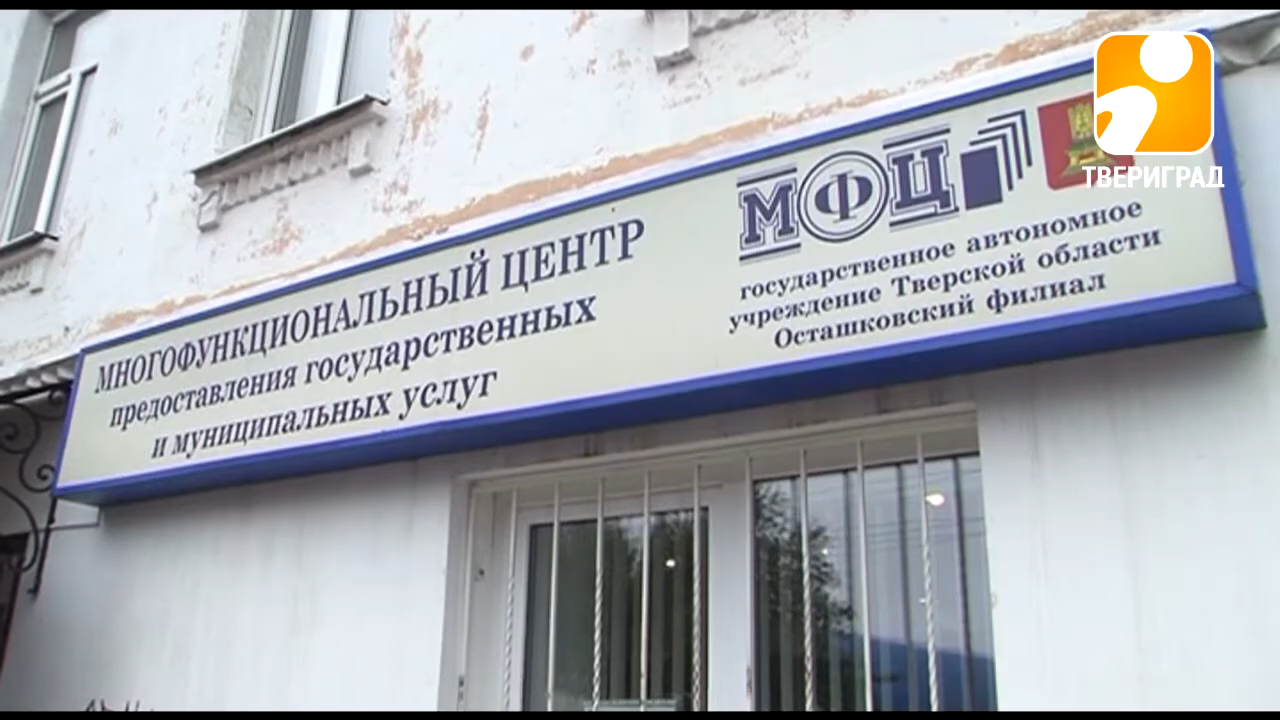 МНОГОФУНКЦИОНАЛЬНЫЙ ЦЕНТР
предоставления государственных
и муниципальных услуг
МФЦ
государственное автономное
учреждение Тверской области
Осташковский филиал
ТВЕРИГРАД